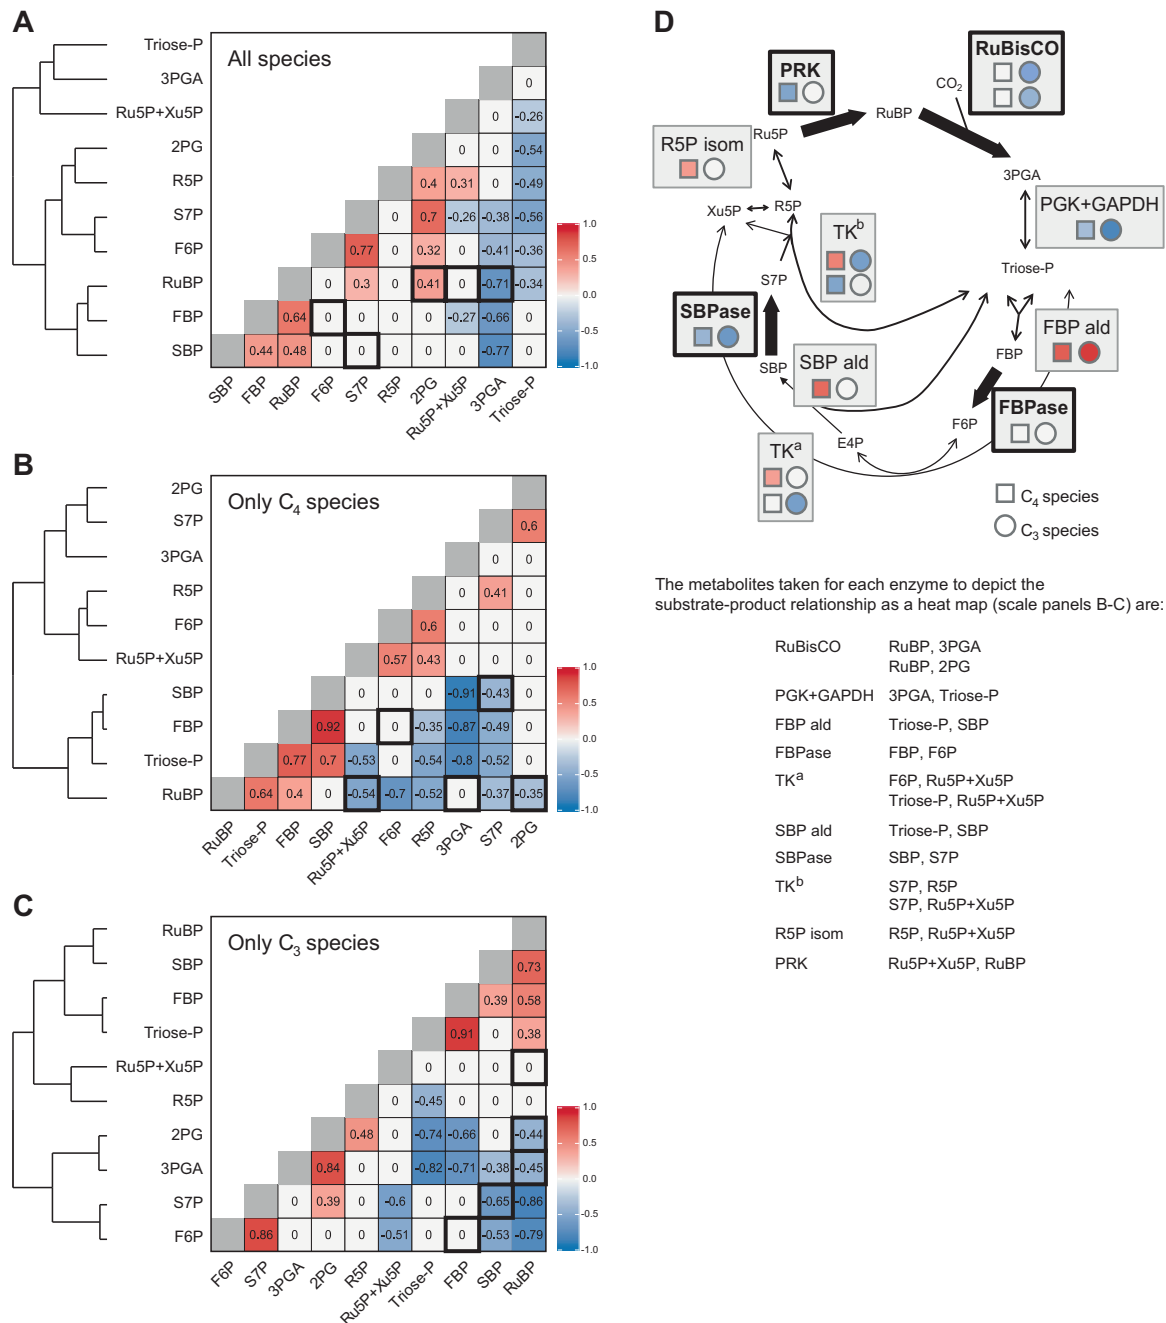 A
All species
Triose-P
3PGA 0
Ru5P+Xu5P 0 -0.26
2PG 0 0 -0.54
R5P 0.4 0.31 0 -0.49
S7P 0 0.7 -0.26 -0.38 -0.56
F6P 0.77 0 0.32 0 -0.41 -0.36
RuBP 0 0.3 0 0.41 0 -0.71 -0.34
FBP 0.64 0 0 0 0 -0.27 -0.66 0
SBP 0.44 0.48 0 0 0 0 0 -0.77 0
SBP FBP RuBP F6P S7P R5P 2PG Ru5P+Xu5P 3PGA Triose-P
1.0
0.5
0.0
-0.5
-1.0
B
Only C4 species
2PG
S7P 0.6
3PGA 0 0
R5P 0 0.41 0
F6P 0.6 0 0 0
Ru5P+Xu5P 0.57 0.43 0 0 0
SBP 0 0 0 -0.91 -0.43 0
FBP 0.92 0 0 -0.35 -0.87 -0.49 0
Triose-P 0.77 0.7 -0.53 0 -0.54 -0.8 -0.52 0
RuBP 0.64 0.4 0 -0.54 -0.7 -0.52 0 -0.37 -0.35
RuBP Triose-P FBP SBP Ru5P+Xu5P F6P R5P 3PGA S7P 2PG
1.0
0.5
0.0
-0.5
-1.0
C
Only C3 species
RuBP
SBP 0.73
FBP 0.39 0.58
Triose-P 0.91 0 0.38
Ru5P+Xu5P 0 0 0 0
R5P 0 -0.45 0 0 0
2PG 0.48 0 -0.74 -0.66 0 -0.44
3PGA 0.84 0 0 -0.82 -0.71 -0.38 -0.45
S7P 0 0.39 0 -0.6 0 0 -0.65 -0.86
F6P 0.86 0 0 0 -0.51 0 0 -0.53 -0.79
F6P S7P 3PGA 2PG R5P Ru5P+Xu5P Triose-P FBP SBP RuBP
1.0
0.5
0.0
-0.5
-1.0
D
RuBisCO
PRK
CO2
RuBP
Ru5P
R5P isom
3PGA
PGK+GAPDH
Xu5P
R5P
TKb
Triose-P
S7P
SBPase
FBP ald
FBP
SBP
SBP ald
FBPase
F6P
E4P
TKa
C4 species
C3 species
The metabolites taken for each enzyme to depict the
substrate-product relationship as a heat map (scale panels B-C) are:
RuBisCO RuBP, 3PGA
RuBP, 2PG
PGK+GAPDH 3PGA, Triose-P
FBP ald Triose-P, SBP
FBPase FBP, F6P
TKa F6P, Ru5P+Xu5P
Triose-P, Ru5P+Xu5P
SBP ald Triose-P, SBP
SBPase SBP, S7P
TKb S7P, R5P
S7P, Ru5P+Xu5P
R5P isom R5P, Ru5P+Xu5P
PRK Ru5P+Xu5P, RuBP